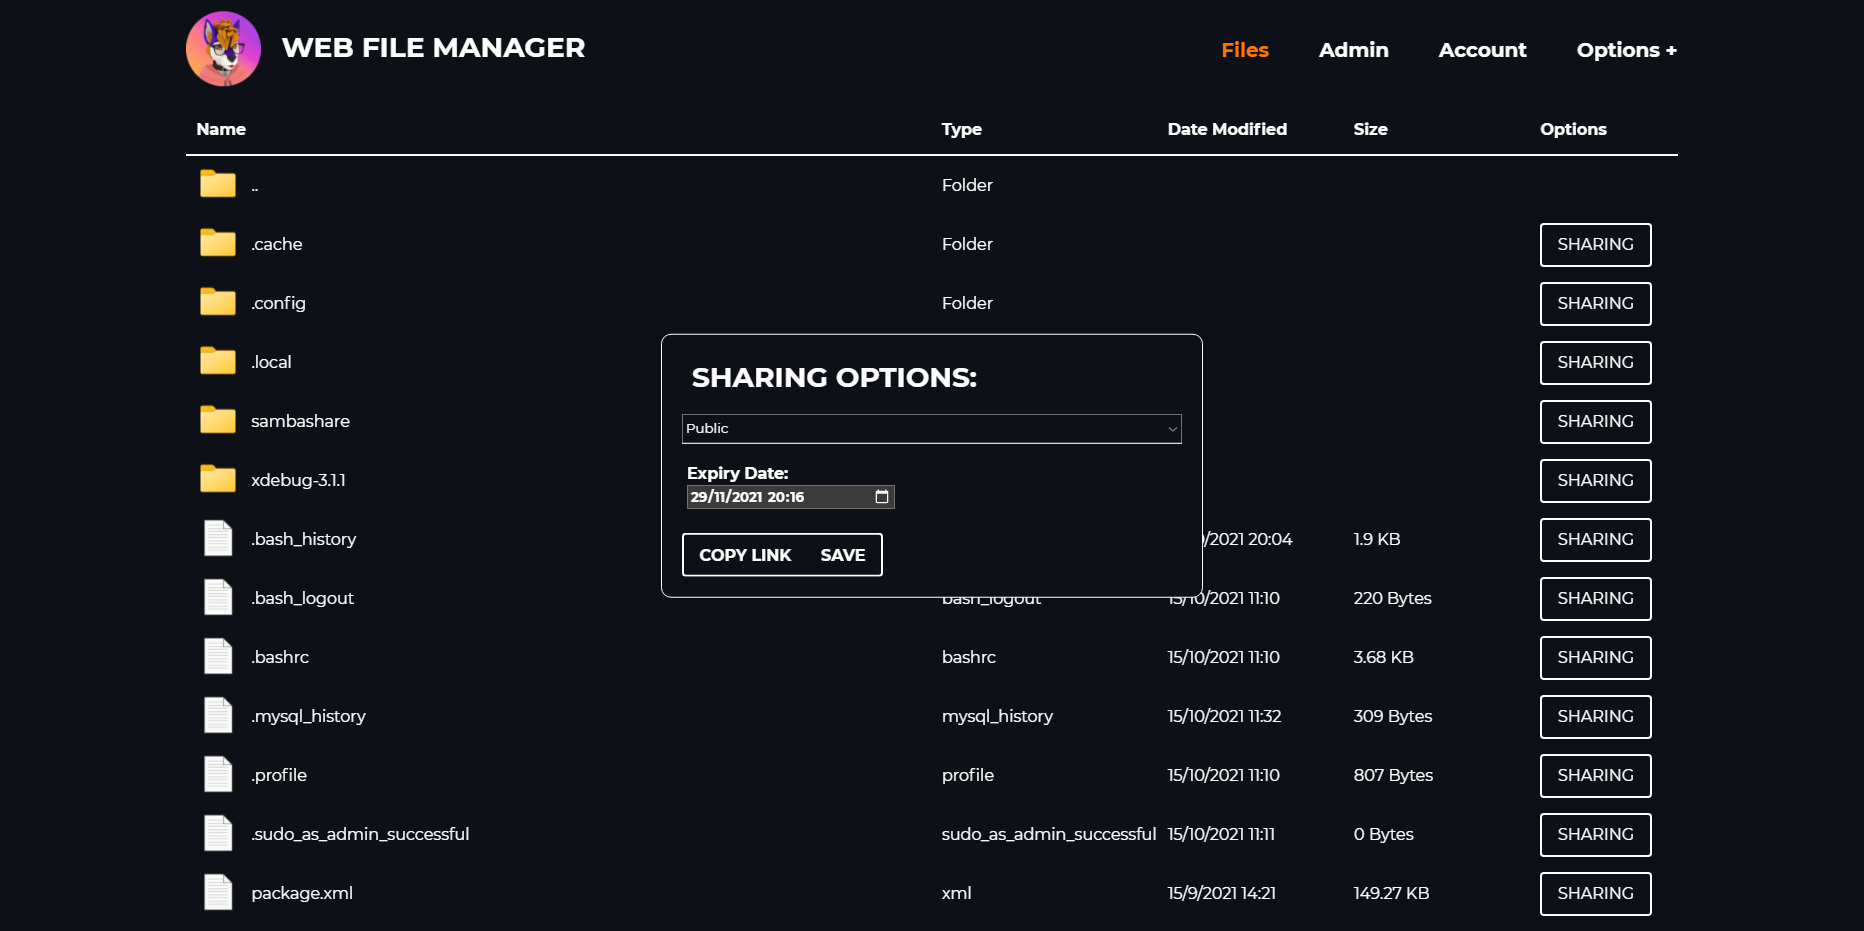 WEB FILE MANAGER Files Admin Account Options +
Name Type Date Modified Size Options
.. Folder
.cache Folder SHARING
.config Folder SHARING
.local SHARING
sambashare SHARING
xdebug-3.1.1 SHARING
SHARING OPTIONS:
Public
Expiry Date:
29/11/2021 20:16
COPY LINK SAVE
.bash_history /2021 20:04 1.9 KB SHARING
.bash_logout bash_logout 15/10/2021 11:10 220 Bytes SHARING
.bashrc bashrc 15/10/2021 11:10 3.68 KB SHARING
.mysql_history mysql_history 15/10/2021 11:32 309 Bytes SHARING
.profile profile 15/10/2021 11:10 807 Bytes SHARING
.sudo_as_admin_successful sudo_as_admin_successful 15/10/2021 11:11 0 Bytes SHARING
package.xml xml 15/9/2021 14:21 149.27 KB SHARING